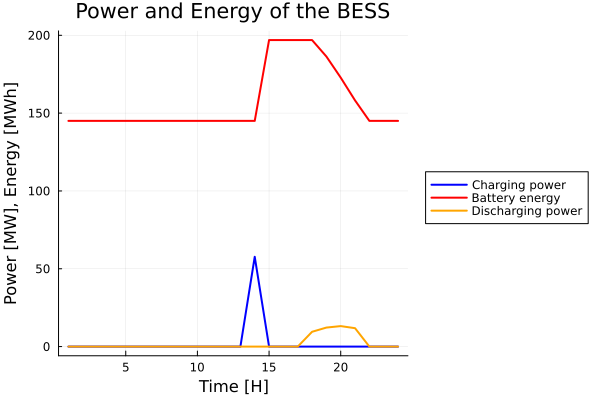 Power and Energy of the BESS
Power [MW], Energy [MWh]
200
150
100
50
0
5 10 15 20
Time [H]
Charging power
Battery energy
Discharging power